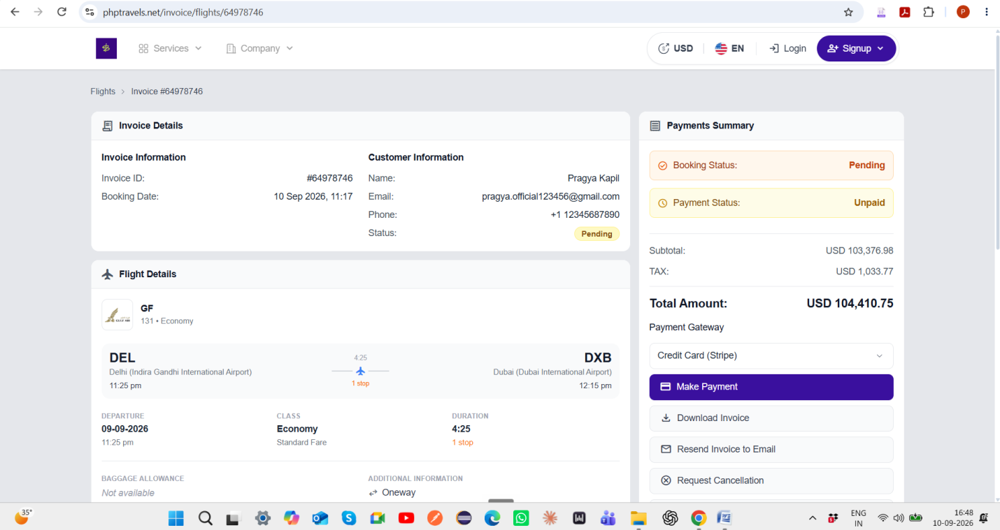 phptravels.net/invoice/flights/64978746
P
Services
Company
USD
EN
Login
Signup
Flights > Invoice #64978746
Invoice Details
Invoice Information
Invoice ID: #64978746
Booking Date: 10 Sep 2026, 11:17
Customer Information
Name: Pragya Kapil
Email: pragya.official123456@gmail.com
Phone: +1 12345687890
Status: Pending
Flight Details
GULF AIR
GF
131 • Economy
DEL
Delhi (Indira Gandhi International Airport)
11:25 pm
4:25
1 stop
DXB
Dubai (Dubai International Airport)
12:15 pm
DEPARTURE
09-09-2026
11:25 pm
CLASS
Economy
Standard Fare
DURATION
4:25
1 stop
BAGGAGE ALLOWANCE
Not available
ADDITIONAL INFORMATION
Oneway
Payments Summary
Booking Status: Pending
Payment Status: Unpaid
Subtotal: USD 103,376.98
TAX: USD 1,033.77
Total Amount: USD 104,410.75
Payment Gateway
Credit Card (Stripe)
Make Payment
Download Invoice
Resend Invoice to Email
Request Cancellation
35°
ENG
IN
16:48
10-09-2026